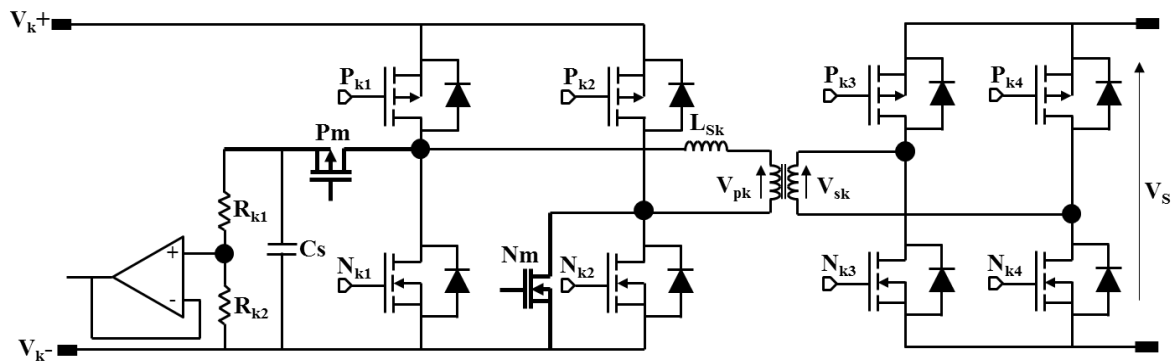 Vk+
Pk1
Pk2
Pk3
Pk4
LSk
Pm
Vpk
Vsk
VS
Rk1
Cs
Nm
+
-
Rk2
Nk1
Nk2
Nk3
Nk4
Vk-